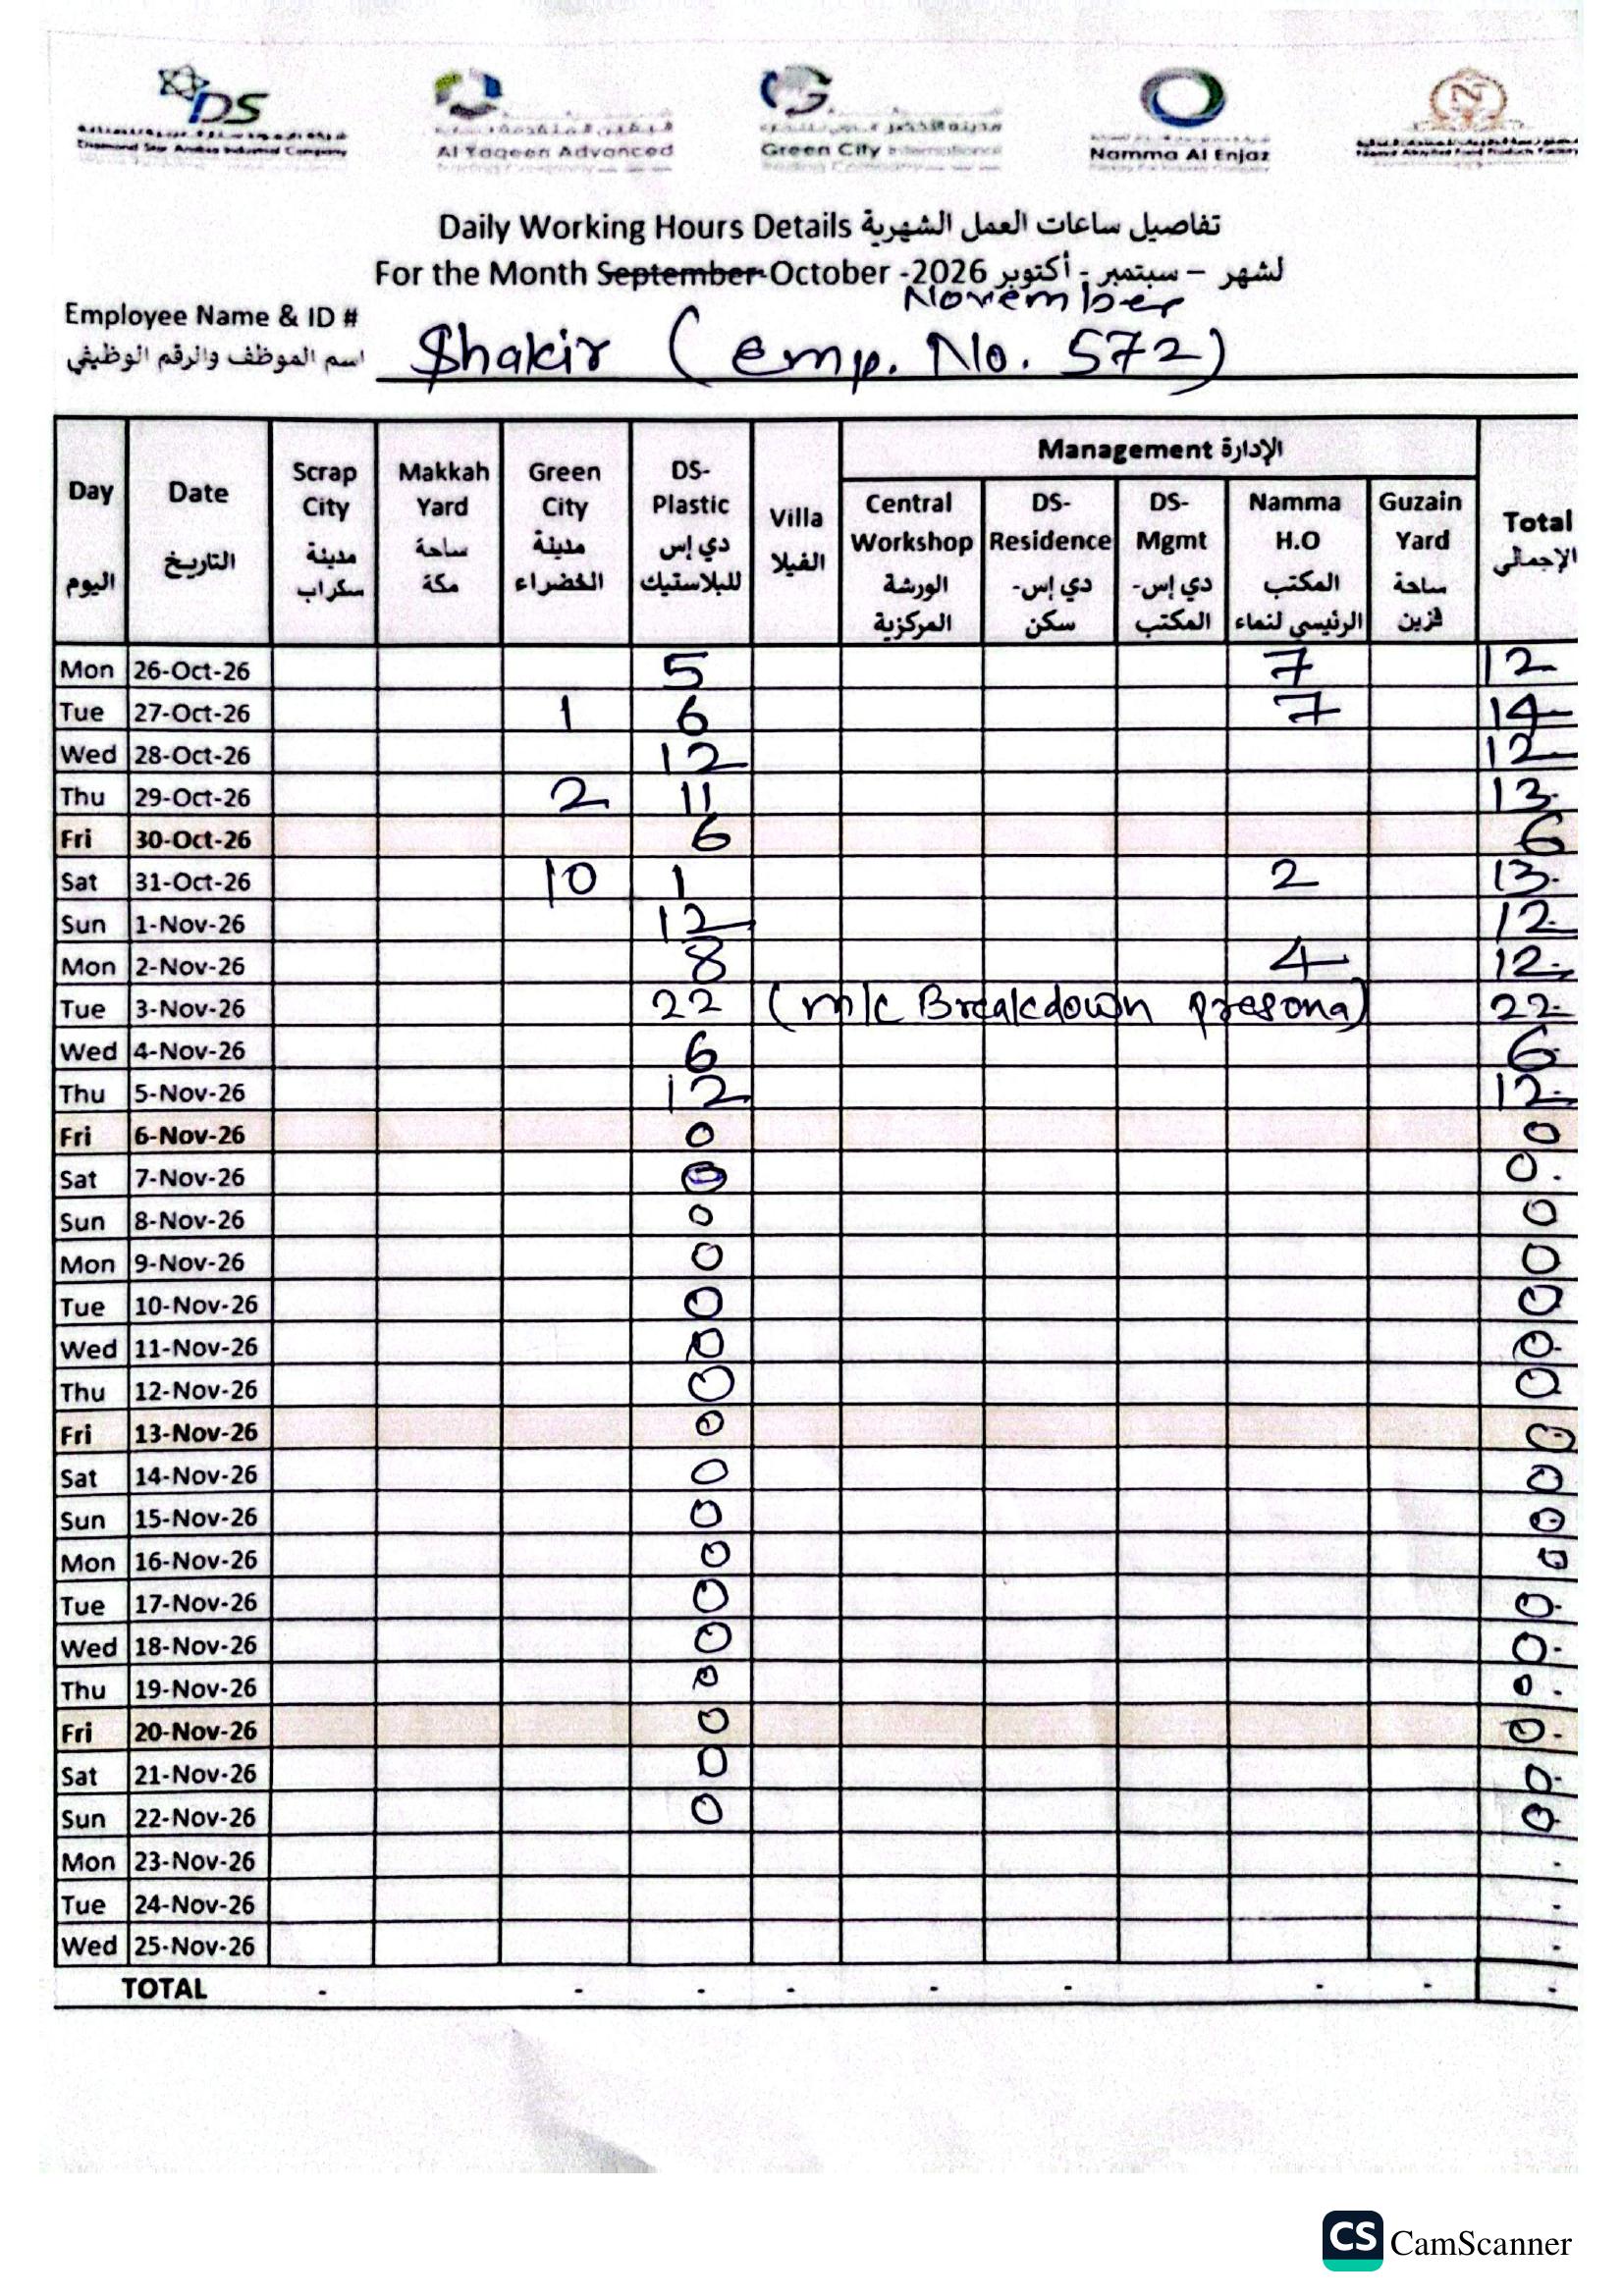 DS
Diamond Star Arabia Industrial Company
Al Yaqeen Advanced
Green City International
Namma Al Enjaz
N
Daily Working Hours Details تفاصيل ساعات العمل الشهرية
For the Month September-October -2026 لشهر – سبتمبر - أكتوبر
November
Employee Name & ID #
اسم الموظف والرقم الوظيفي
Shakir (emp. No. 572)
Management الإدارة
Day Date Scrap City Makkah Yard Green City DS-Plastic Villa Central Workshop DS-Residence DS-Mgmt Namma H.O Guzain Yard Total
اليوم التاريخ مدينة سكراب ساحة مكة مدينة الخضراء دي إس للبلاستيك الفيلا الورشة المركزية دي إس- سكن دي إس- المكتب المكتب الرئيسي لنماء ساحة قزين الإجمالي
Mon 26-Oct-26 5 7 12
Tue 27-Oct-26 1 6 7 14
Wed 28-Oct-26 12 12
Thu 29-Oct-26 2 11 13
Fri 30-Oct-26 6 6
Sat 31-Oct-26 10 1 2 13
Sun 1-Nov-26 12 12
Mon 2-Nov-26 8 4 12
Tue 3-Nov-26 22 (m/c Breakdown presona) 22
Wed 4-Nov-26 6 6
Thu 5-Nov-26 12 12
Fri 6-Nov-26 0 0
Sat 7-Nov-26 0 0
Sun 8-Nov-26 0 0
Mon 9-Nov-26 0 0
Tue 10-Nov-26 0 0
Wed 11-Nov-26 0 0
Thu 12-Nov-26 0 0
Fri 13-Nov-26 0 0
Sat 14-Nov-26 0 0
Sun 15-Nov-26 0 0
Mon 16-Nov-26 0 0
Tue 17-Nov-26 0 0
Wed 18-Nov-26 0 0
Thu 19-Nov-26 0 0
Fri 20-Nov-26 0 0
Sat 21-Nov-26 0 0
Sun 22-Nov-26 0 0
Mon 23-Nov-26 -
Tue 24-Nov-26 -
Wed 25-Nov-26 -
TOTAL - - - - - - - - -
CS CamScanner